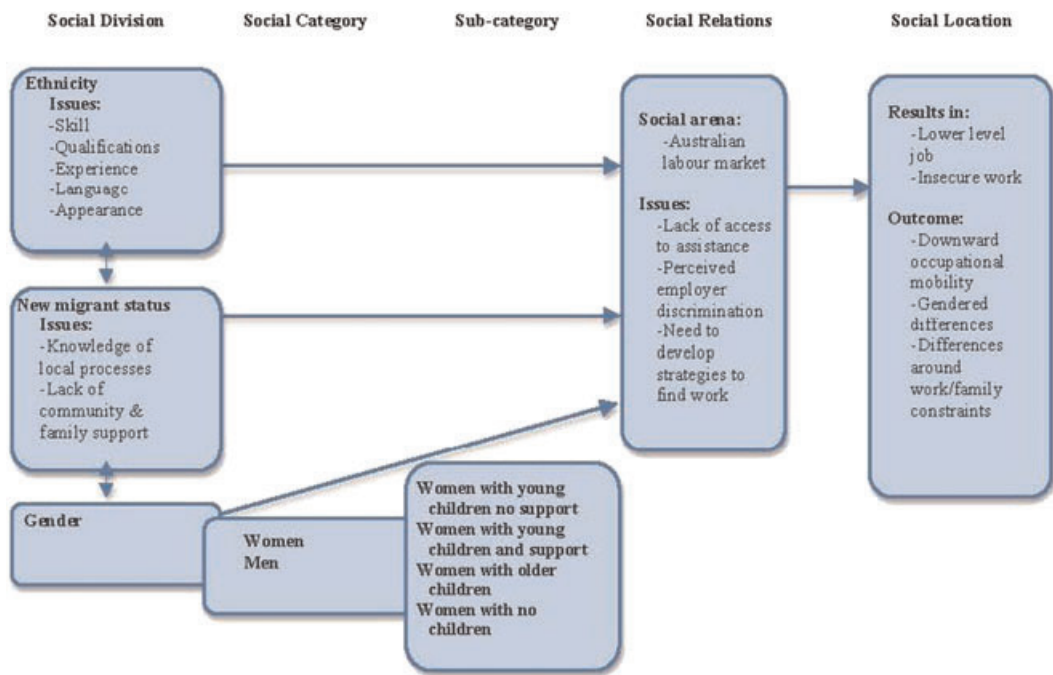 Social Division
Social Category
Sub-category
Social Relations
Social Location
Ethnicity
Issues:
-Skill
-Qualifications
-Experience
-Language
-Appearance
New migrant status
Issues:
-Knowledge of
local processes
-Lack of
community &
family support
Gender
Women
Men
Women with young
children no support
Women with young
children and support
Women with older
children
Women with no
children
Social arena:
-Australian
labour market
Issues:
-Lack of access
to assistance
-Perceived
employer
discrimination
-Need to
develop
strategies to
find work
Results in:
-Lower level
job
-Insecure work
Outcome:
-Downward
occupational
mobility
-Gendered
differences
-Differences
around
work/family
constraints